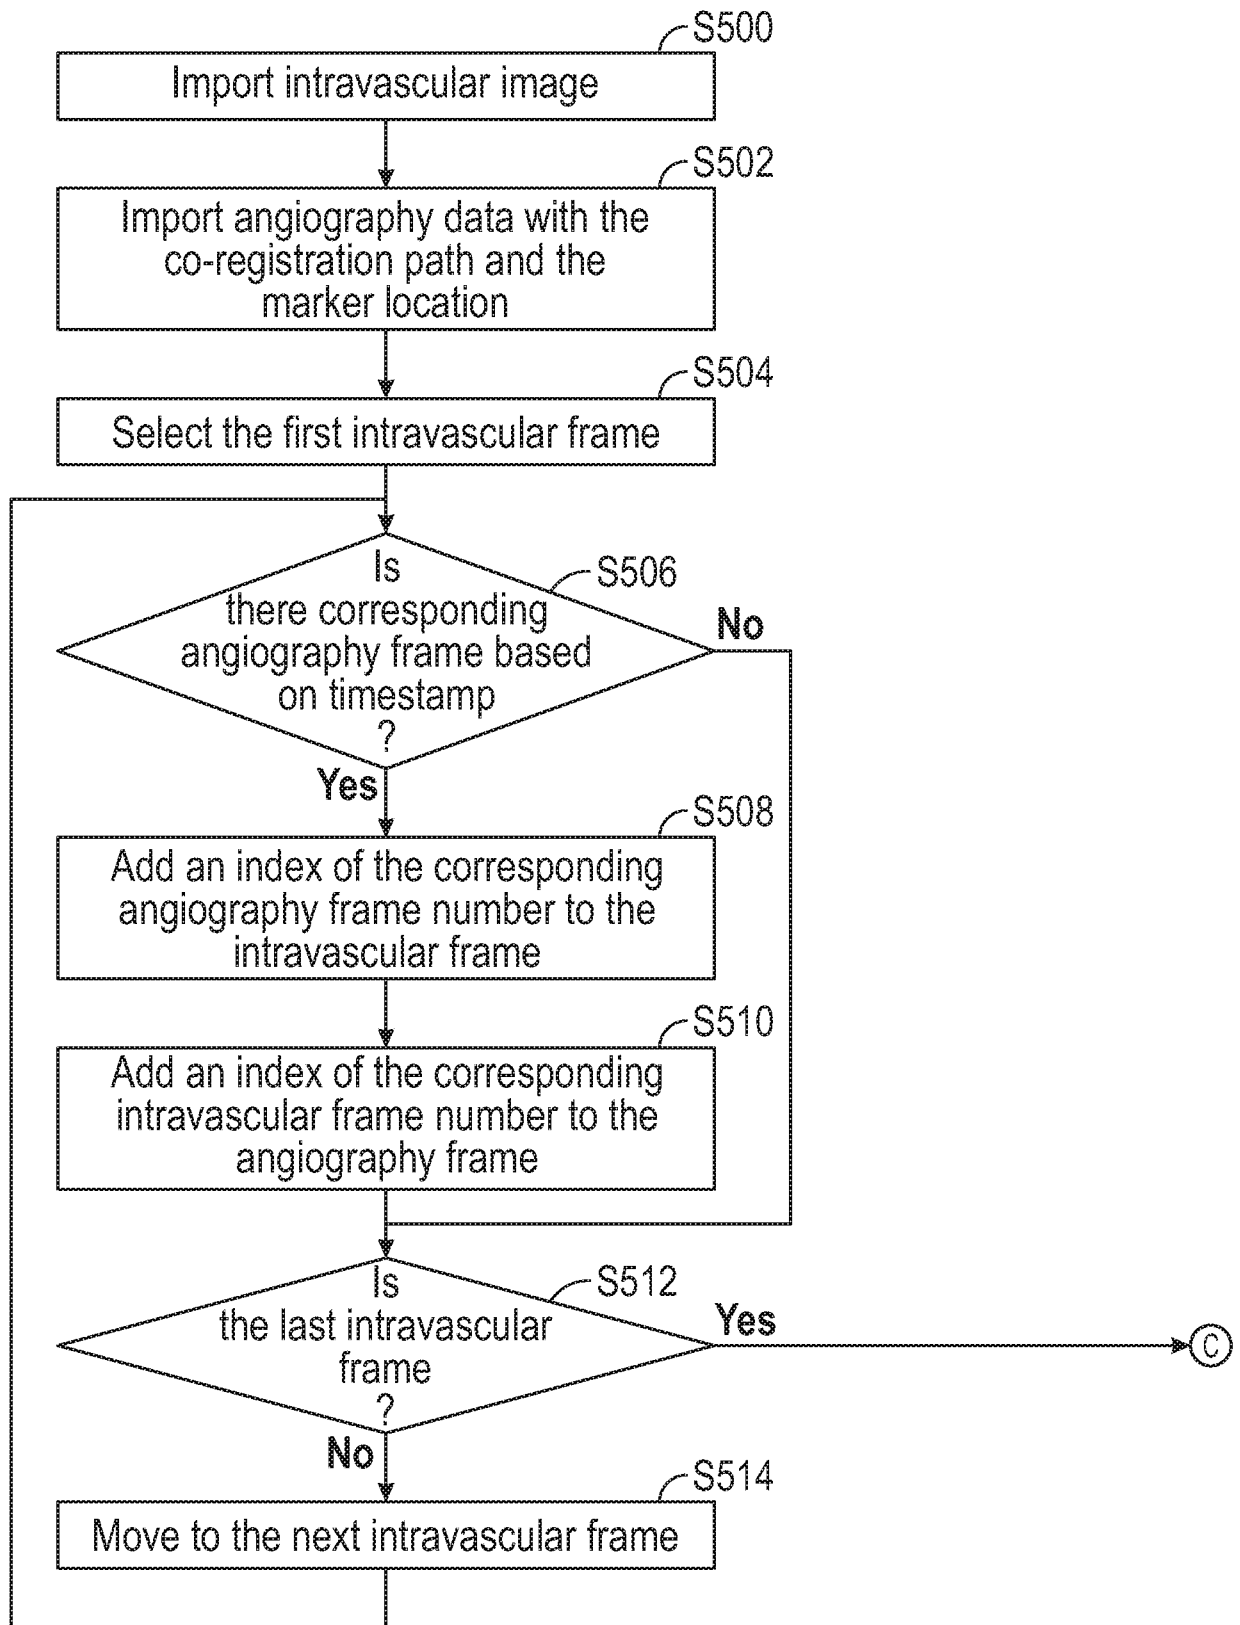 S500
Import intravascular image
S502
Import angiography data with the
co-registration path and the
marker location
S504
Select the first intravascular frame
Is
there corresponding
angiography frame based
on timestamp
?
S506
No
Yes
S508
Add an index of the corresponding
angiography frame number to the
intravascular frame
S510
Add an index of the corresponding
intravascular frame number to the
angiography frame
Is
the last intravascular
frame
?
S512
Yes
C
No
S514
Move to the next intravascular frame